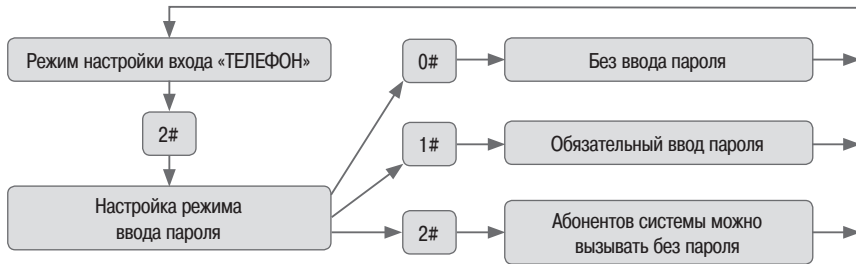 Режим настройки входа «ТЕЛЕФОН»
0#
Без ввода пароля
2#
1#
Обязательный ввод пароля
Настройка режима
ввода пароля
2#
Абонентов системы можно
вызывать без пароля